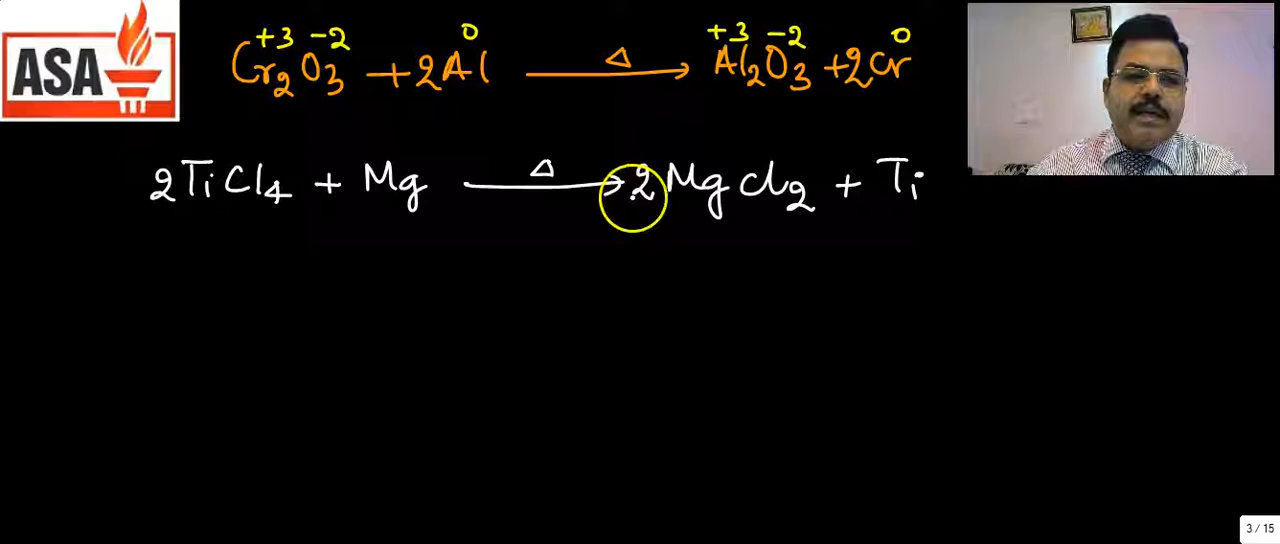 ASA
+3 -2 0 +3 -2 0
Cr2O3 + 2Al Δ→ Al2O3 + 2Cr
2TiCl4 + Mg Δ→ 2MgCl2 + Ti
3 / 15